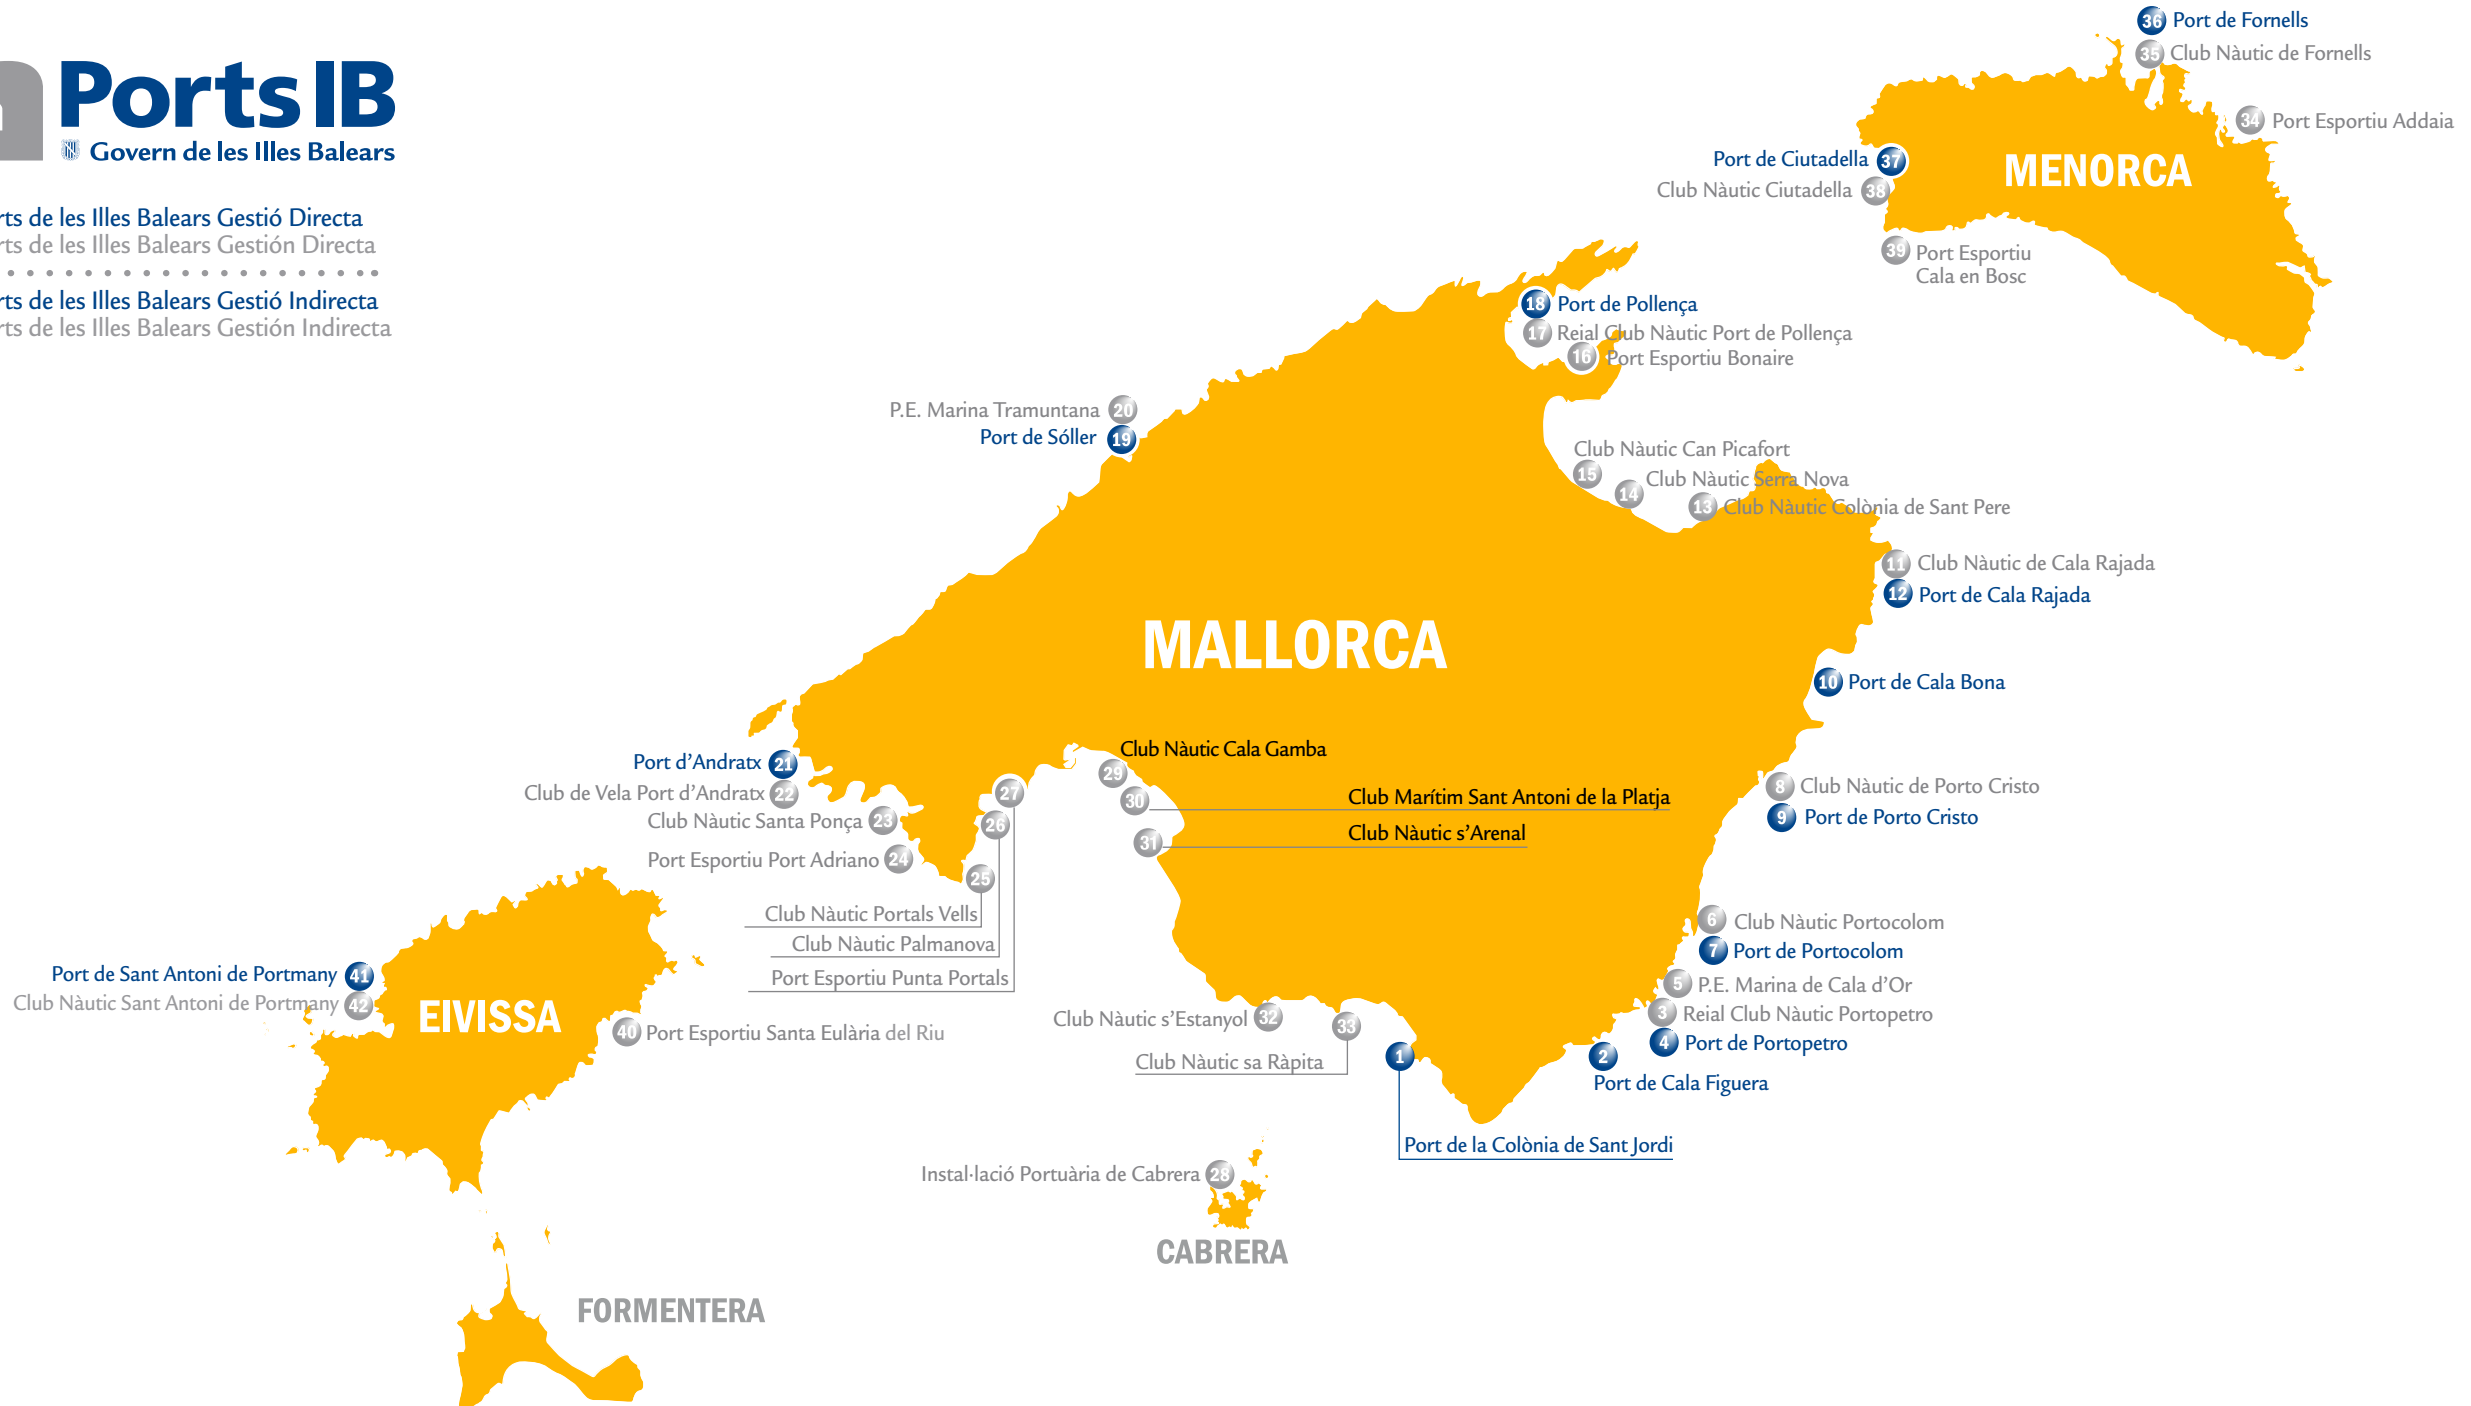 PortsIB
Govern de les Illes Balears
rts de les Illes Balears Gestió Directa
rts de les Illes Balears Gestión Directa
rts de les Illes Balears Gestió Indirecta
rts de les Illes Balears Gestión Indirecta
36 Port de Fornells
35 Club Nàutic de Fornells
34 Port Esportiu Addaia
Port de Ciutadella 37
Club Nàutic Ciutadella 38
MENORCA
39 Port Esportiu
Cala en Bosc
18 Port de Pollença
17 Reial Club Nàutic Port de Pollença
16 Port Esportiu Bonaire
P.E. Marina Tramuntana 20
Port de Sóller 19
Club Nàutic Can Picafort
15
14 Club Nàutic Serra Nova
13 Club Nàutic Colònia de Sant Pere
11 Club Nàutic de Cala Rajada
12 Port de Cala Rajada
MALLORCA
10 Port de Cala Bona
Port d'Andratx 21
Club de Vela Port d'Andratx 22
Club Nàutic Santa Ponça 23
Port Esportiu Port Adriano 24
25
Club Nàutic Portals Vells
26
Club Nàutic Palmanova
27
Port Esportiu Punta Portals
Club Nàutic Cala Gamba
29
30 Club Marítim Sant Antoni de la Platja
31 Club Nàutic s'Arenal
8 Club Nàutic de Porto Cristo
9 Port de Porto Cristo
6 Club Nàutic Portocolom
7 Port de Portocolom
5 P.E. Marina de Cala d'Or
3 Reial Club Nàutic Portopetro
4 Port de Portopetro
2
Port de Cala Figuera
Port de Sant Antoni de Portmany 41
Club Nàutic Sant Antoni de Portmany 42
EIVISSA
40 Port Esportiu Santa Eulària del Riu
Club Nàutic s'Estanyol 32
33
Club Nàutic sa Ràpita
1
Port de la Colònia de Sant Jordi
Instal·lació Portuària de Cabrera 28
CABRERA
FORMENTERA